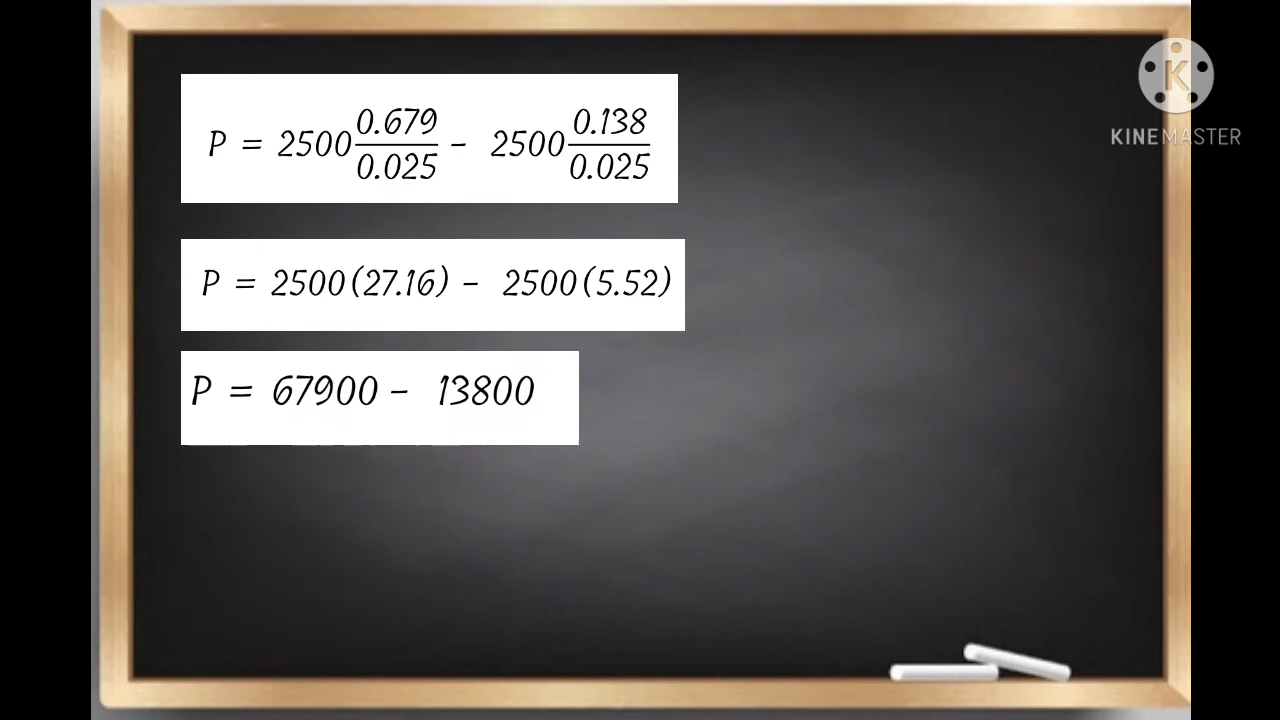 P = 2500 0.679/0.025 - 2500 0.138/0.025
P = 2500(27.16) - 2500(5.52)
P = 67900 - 13800
K
KINEMASTER